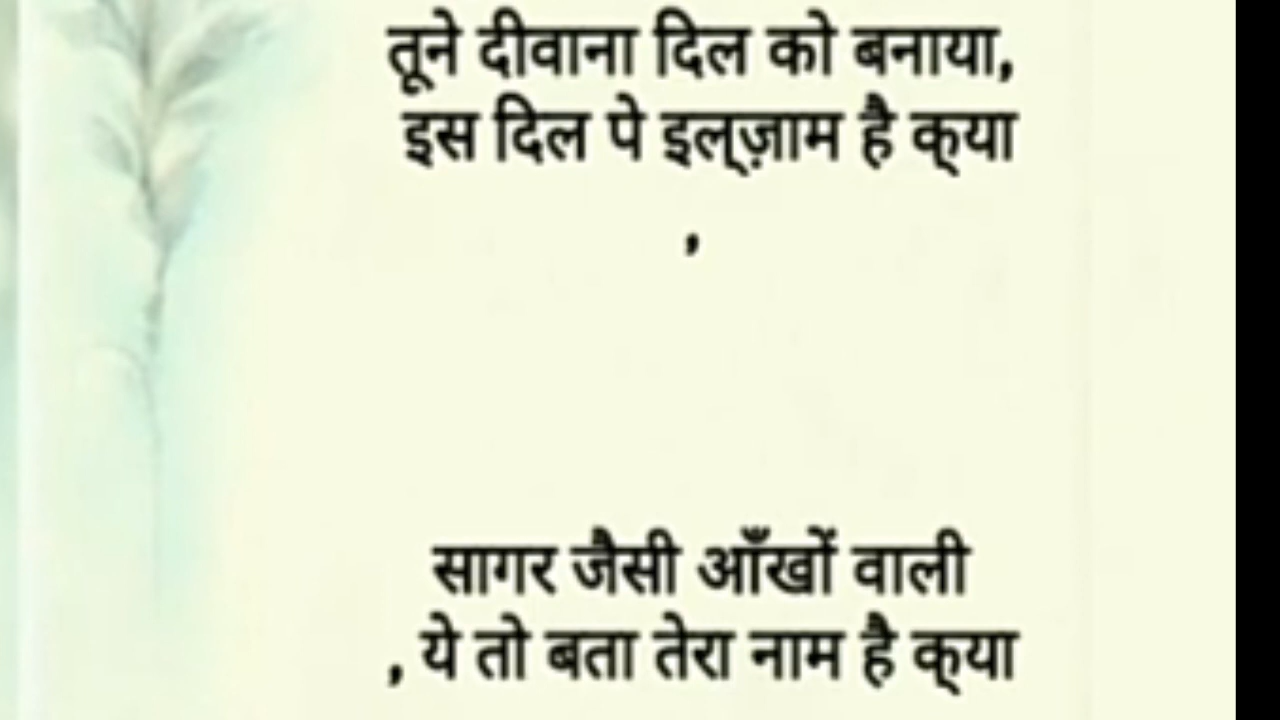 तूने दीवाना दिल को बनाया,
इस दिल पे इल्ज़ाम है क्या
,
सागर जैसी आँखों वाली
, ये तो बता तेरा नाम है क्या